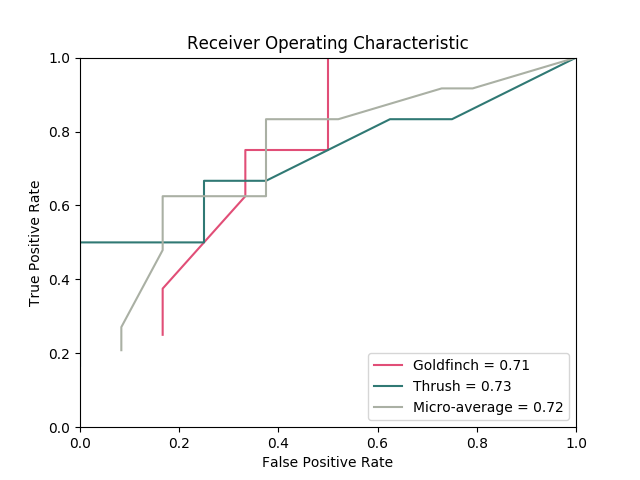 Receiver Operating Characteristic
1.0
0.8
0.6
0.4
0.2
0.0
True Positive Rate
0.0 0.2 0.4 0.6 0.8 1.0
False Positive Rate
Goldfinch = 0.71
Thrush = 0.73
Micro-average = 0.72